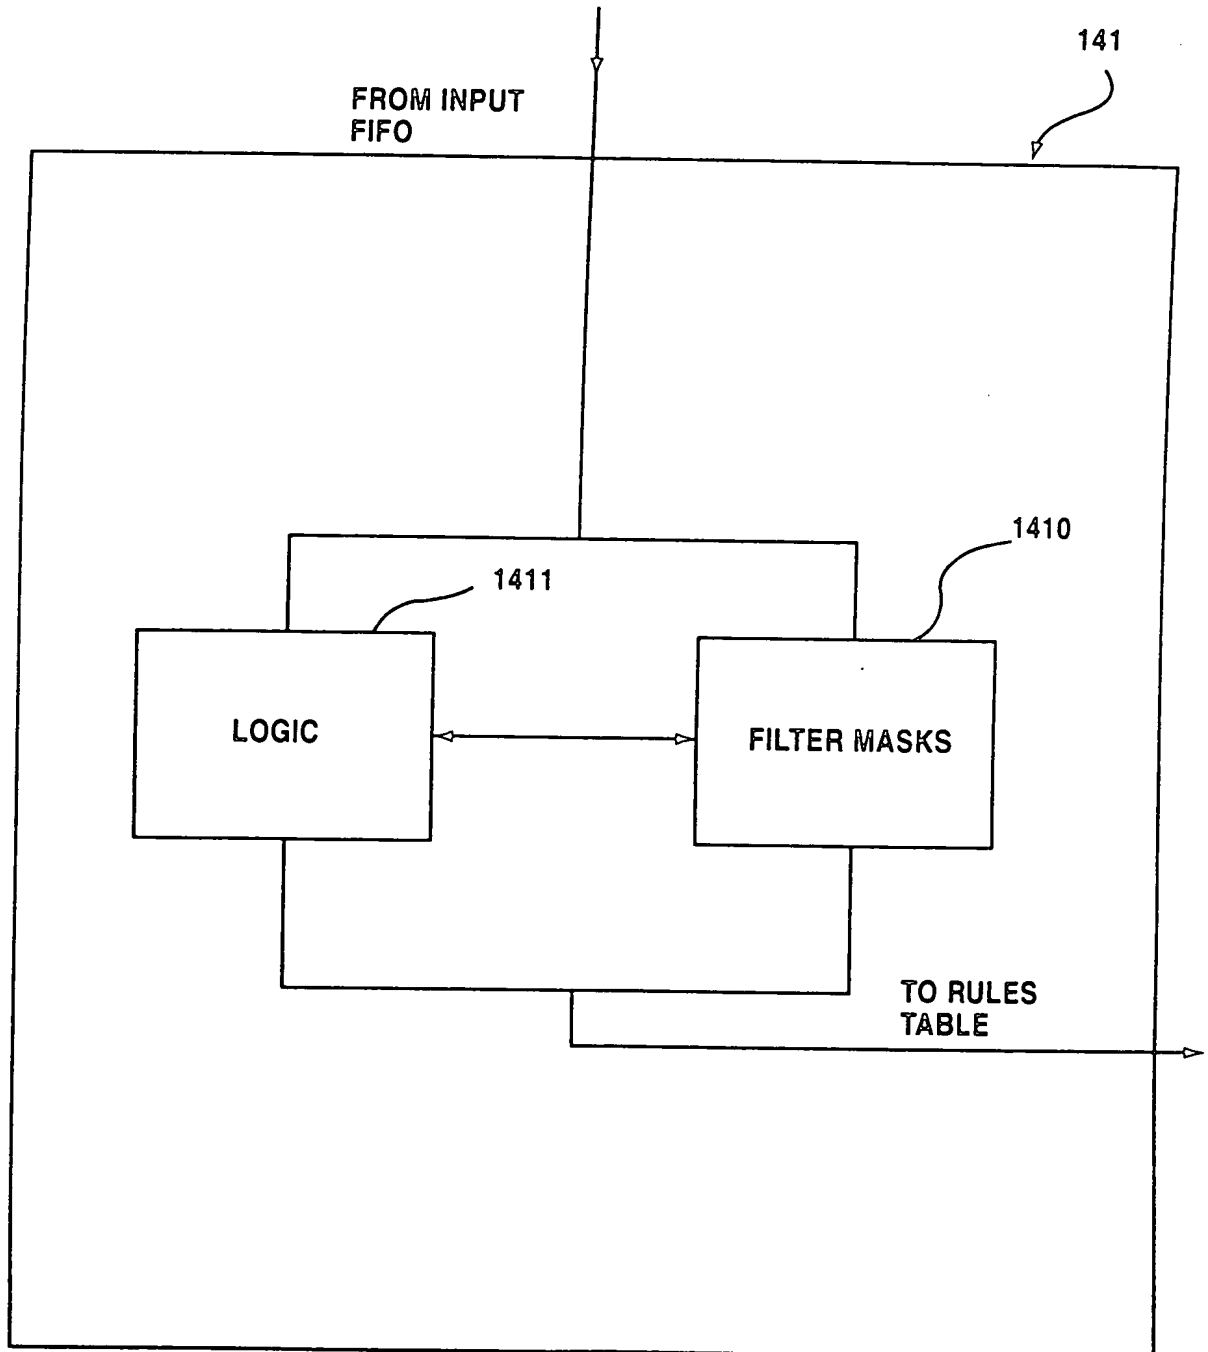 141
FROM INPUT
FIFO
1410
1411
LOGIC
FILTER MASKS
TO RULES
TABLE